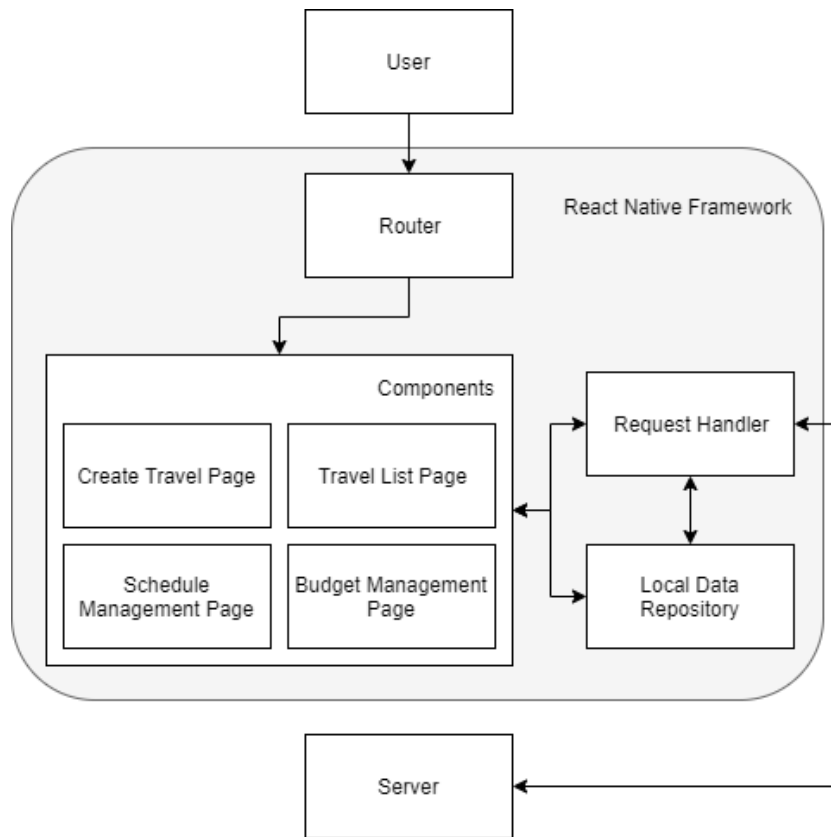 User
React Native Framework
Router
Components
Create Travel Page
Travel List Page
Request Handler
Schedule
Management Page
Budget Management
Page
Local Data
Repository
Server